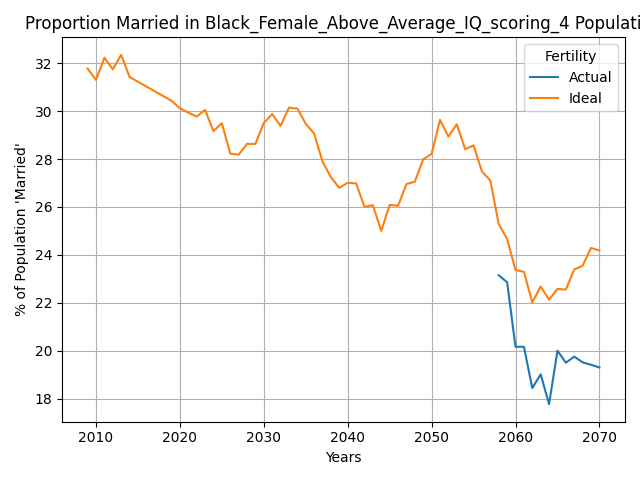 Proportion Married in Black_Female_Above_Average_IQ_scoring_4 Populati
Fertility
Actual
Ideal
% of Population 'Married'
32
30
28
26
24
22
20
18
2010 2020 2030 2040 2050 2060 2070
Years